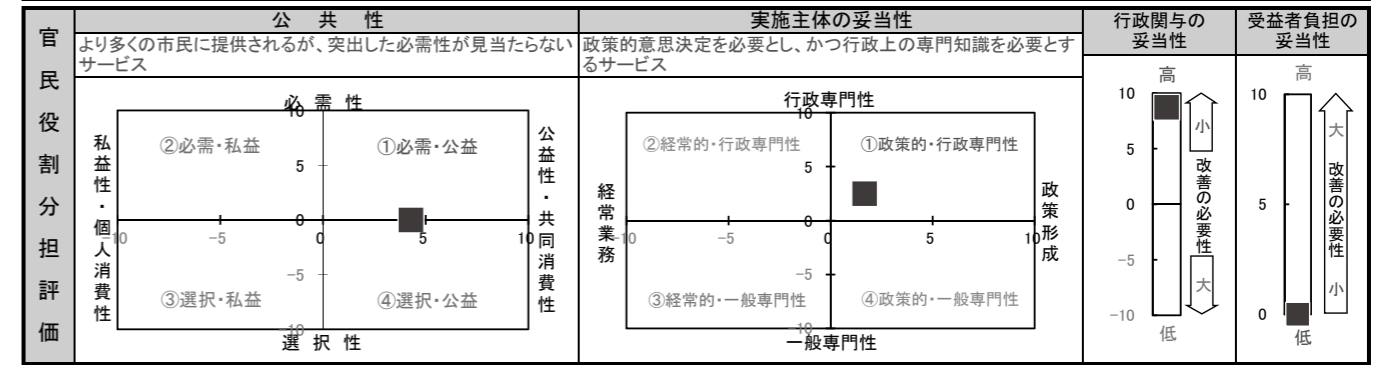 官民役割分担評価
公共性
より多くの市民に提供されるが、突出した必需性が見当たらない
サービス
必需性
10
②必需・私益
①必需・公益
5
私益性・個人消費性
公益性・共同消費性
0
-10
-5
0
5
10
-5
③選択・私益
④選択・公益
-10
選択性
実施主体の妥当性
政策的意思決定を必要とし、かつ行政上の専門知識を必要とす
るサービス
行政専門性
10
②経常的・行政専門性
①政策的・行政専門性
5
経常業務
政策形成
0
-10
-5
0
5
10
-5
③経常的・一般専門性
④政策的・一般専門性
-10
一般専門性
行政関与の
妥当性
高
10
5
0
-5
-10
低
小
改善の必要性
大
受益者負担の
妥当性
高
10
5
0
低
大
改善の必要性
小